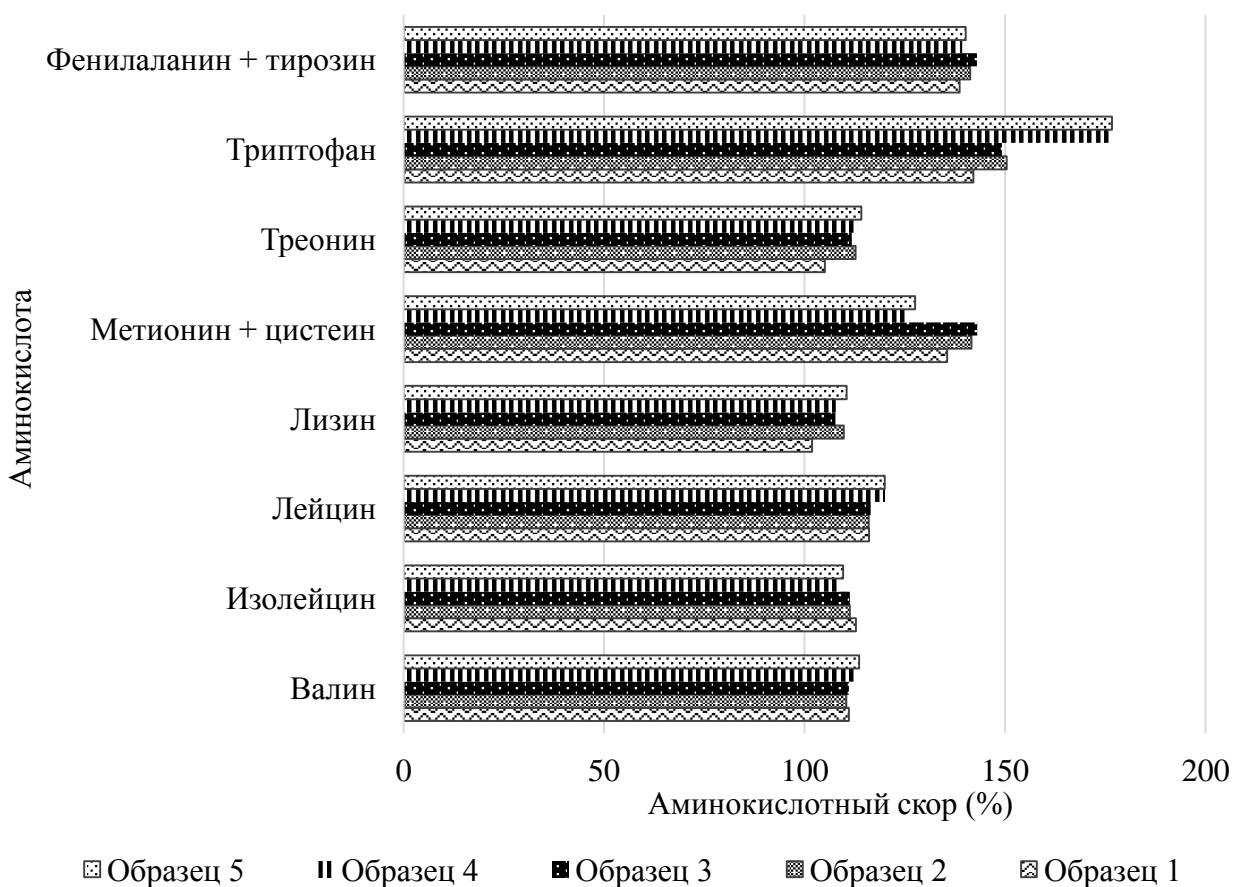 Фенилаланин + тирозин
Триптофан
Треонин
Метионин + цистеин
Лизин
Лейцин
Изолейцин
Валин
Аминокислота
0 50 100 150 200
Аминокислотный скор (%)
Образец 5 Образец 4 Образец 3 Образец 2 Образец 1